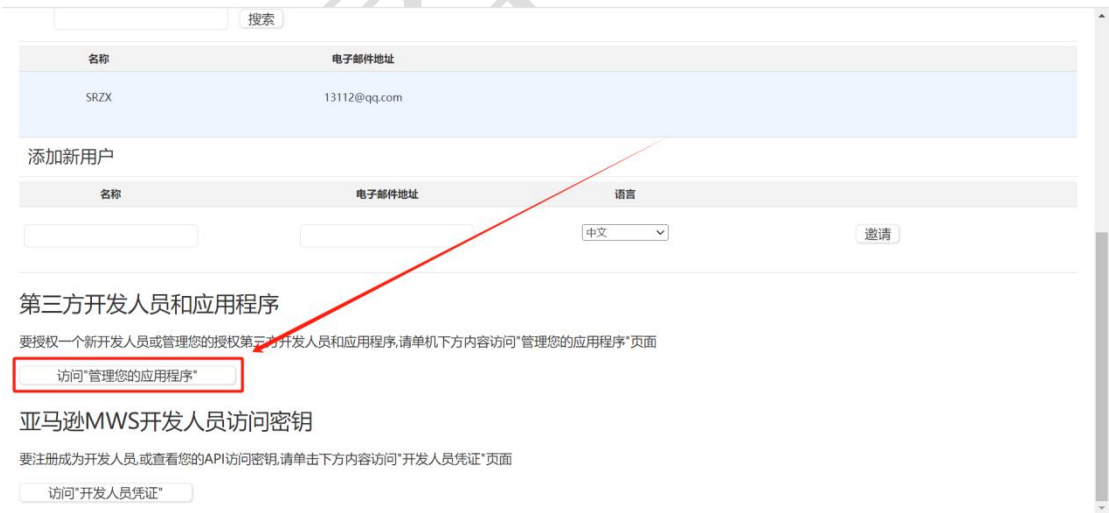 搜索
名称 电子邮件地址
SRZX 13112@qq.com
添加新用户
名称 电子邮件地址 语言
中文 邀请
第三方开发人员和应用程序
要授权一个新开发人员或管理您的授权第三方开发人员和应用程序,请单机下方内容访问"管理您的应用程序"页面
访问"管理您的应用程序"
亚马逊MWS开发人员访问密钥
要注册成为开发人员,或查看您的API访问密钥,请单击下方内容访问"开发人员凭证"页面
访问"开发人员凭证"